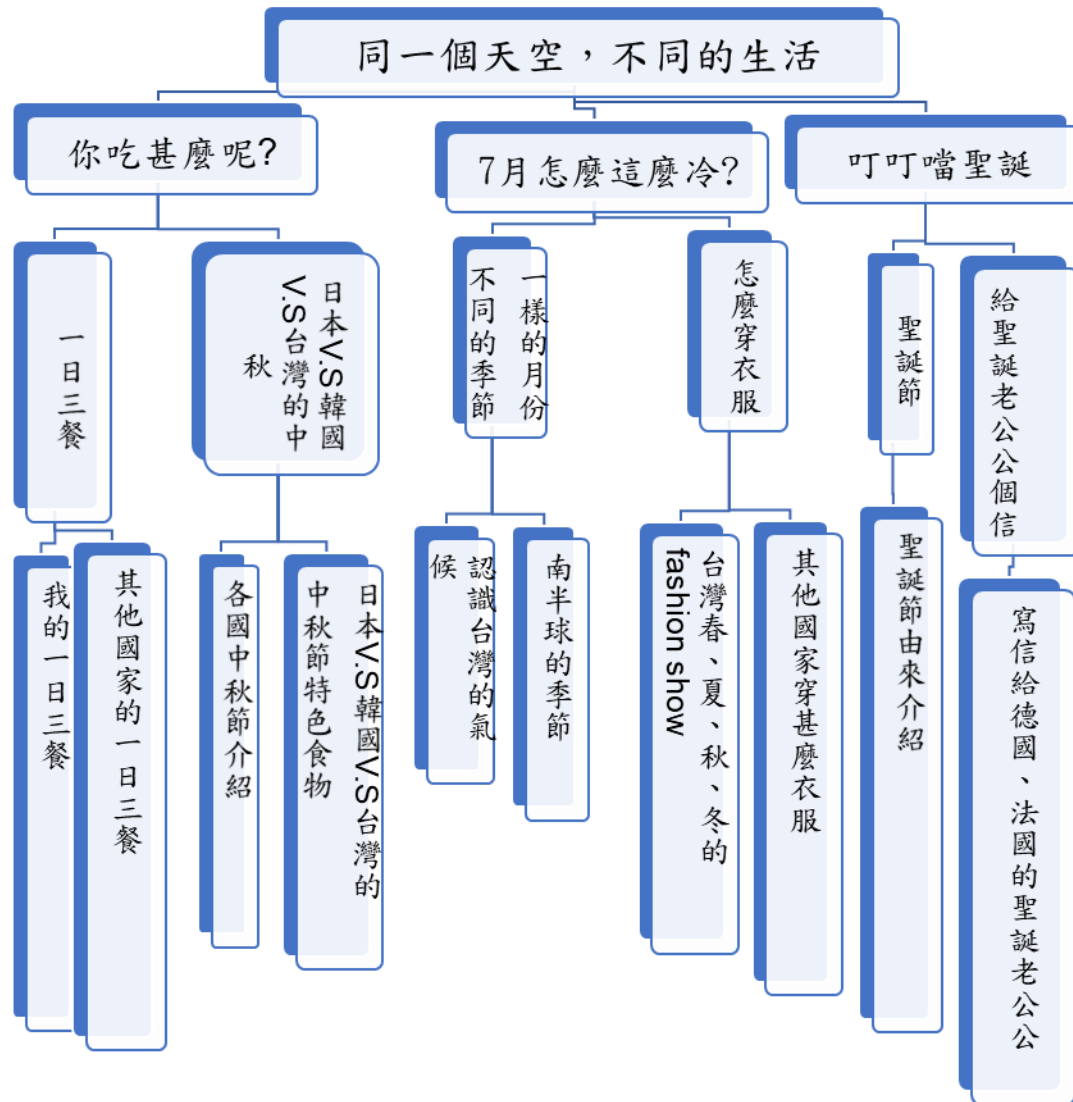 同一個天空，不同的生活
你吃甚麼呢?
7月怎麼這麼冷?
叮叮噹聖誕
一日三餐
日本V.S韓國
V.S台灣的中
秋
一樣的月份
不同的季節
怎麼穿衣服
聖誕節
給聖誕老公公個信
我的一日三餐
其他國家的一日三餐
各國中秋節介紹
日本V.S韓國V.S台灣的
中秋節特色食物
認識台灣的氣
候
南半球的季節
台灣春、夏、秋、冬的
fashion show
其他國家穿甚麼衣服
聖誕節由來介紹
寫信給德國、法國的聖誕老公公